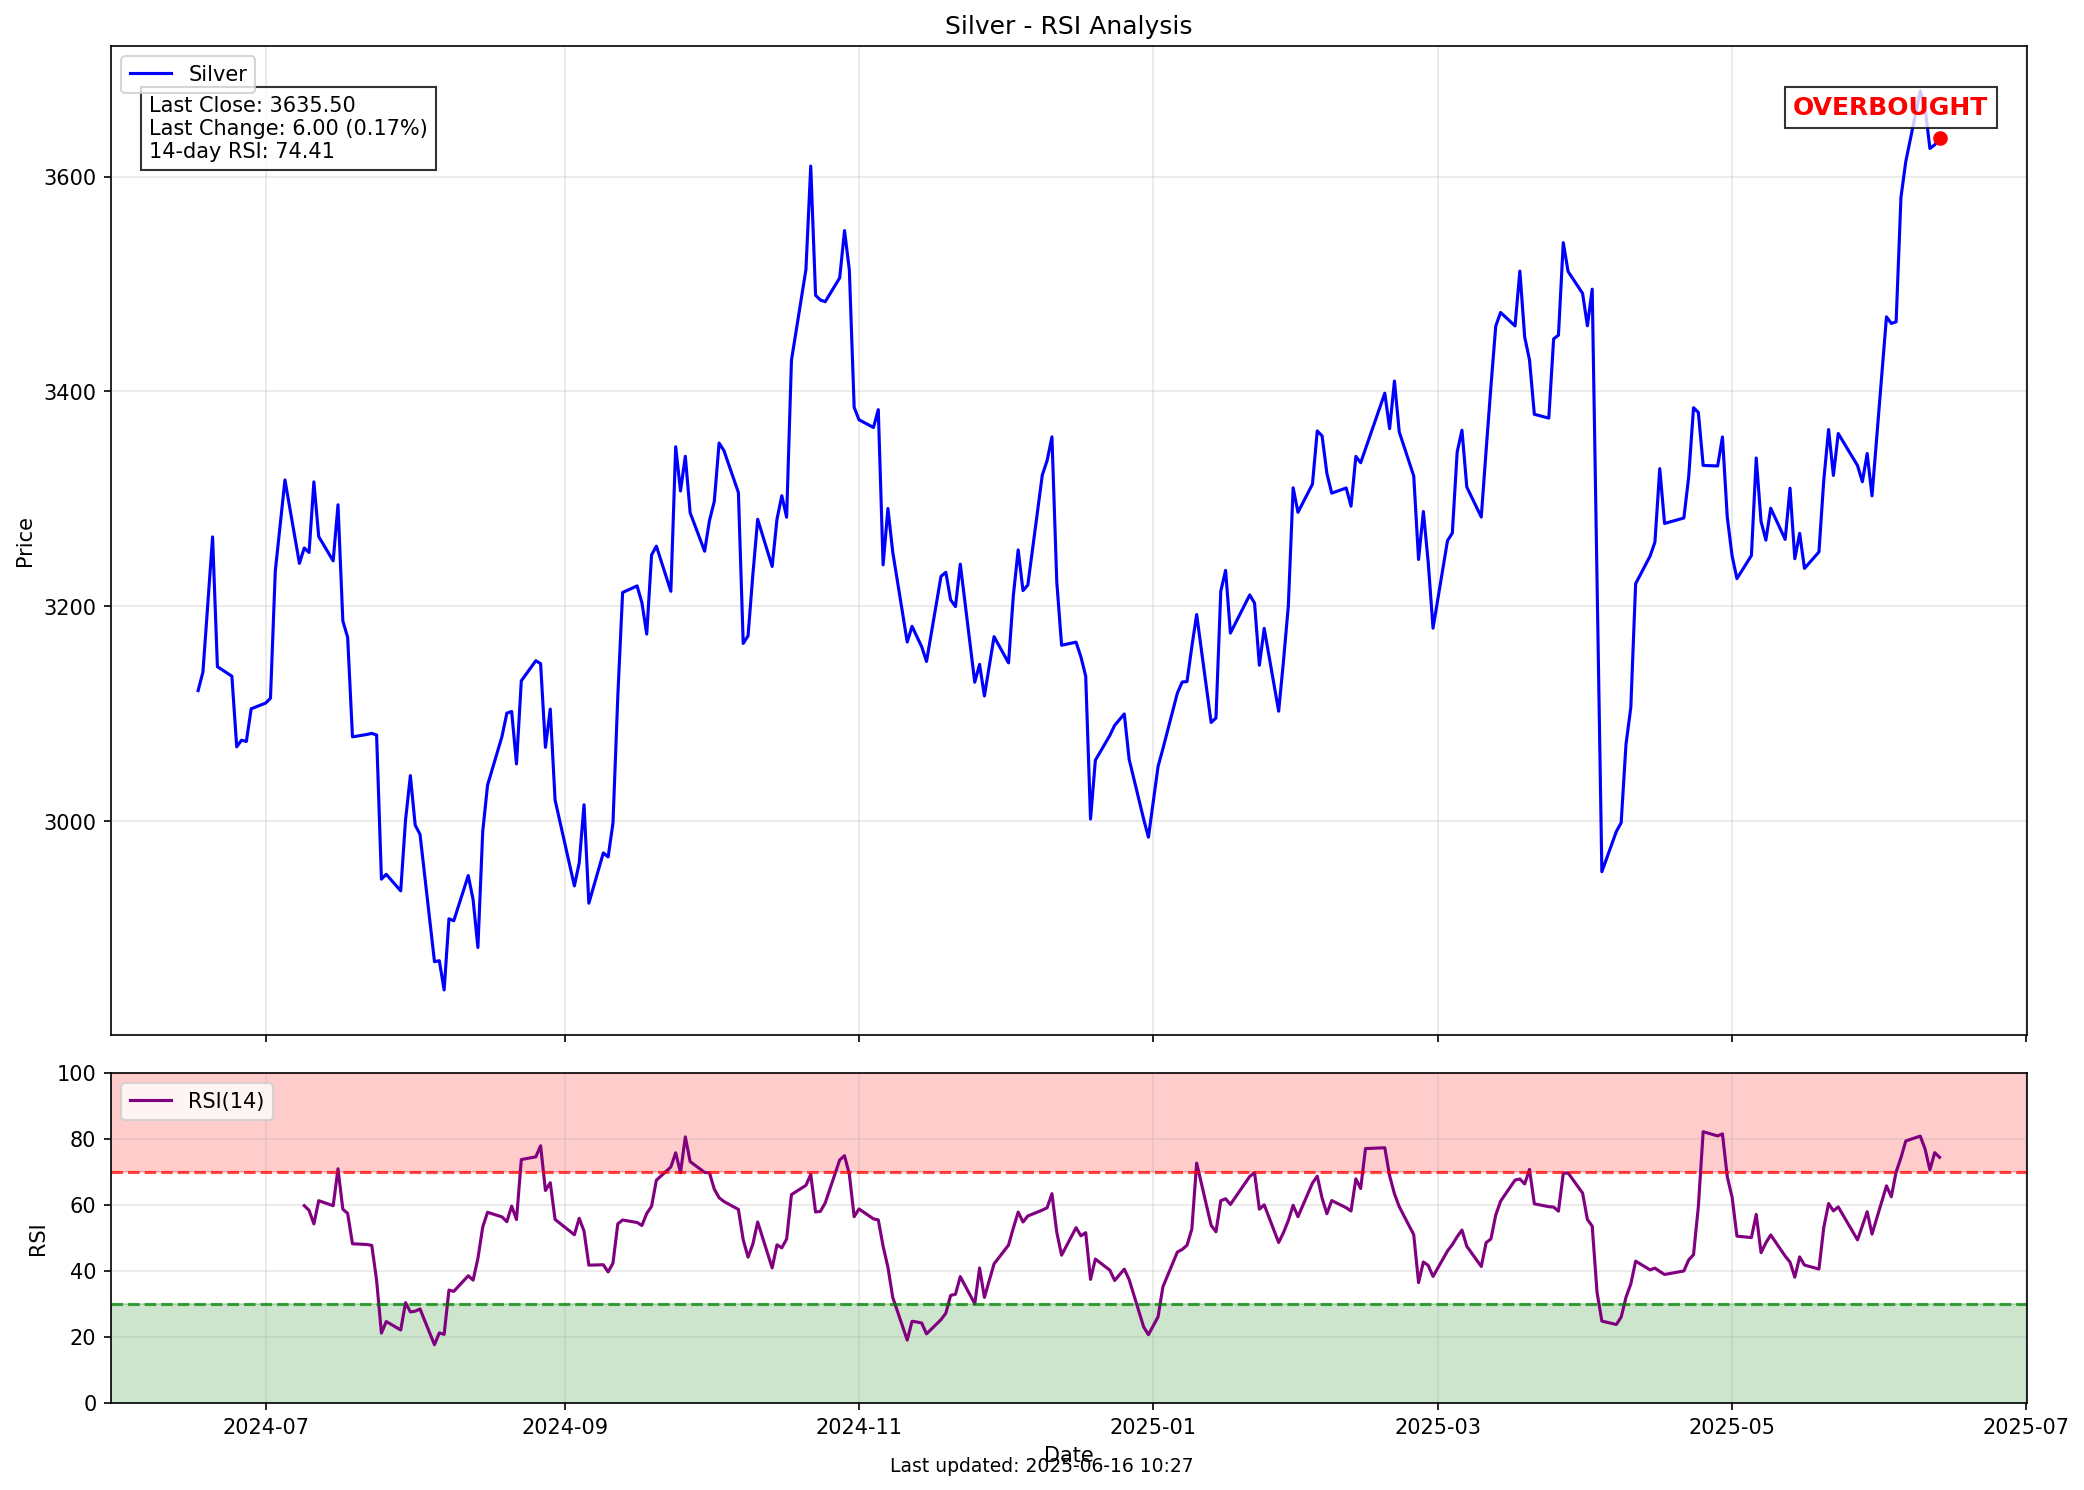 Silver - RSI Analysis
Silver
Last Close: 3635.50
Last Change: 6.00 (0.17%)
14-day RSI: 74.41
OVERBOUGHT
Price
3600
3400
3200
3000
RSI(14)
RSI
100
80
60
40
20
0
2024-07
2024-09
2024-11
2025-01
2025-03
2025-05
2025-07
Date
Last updated: 2025-06-16 10:27